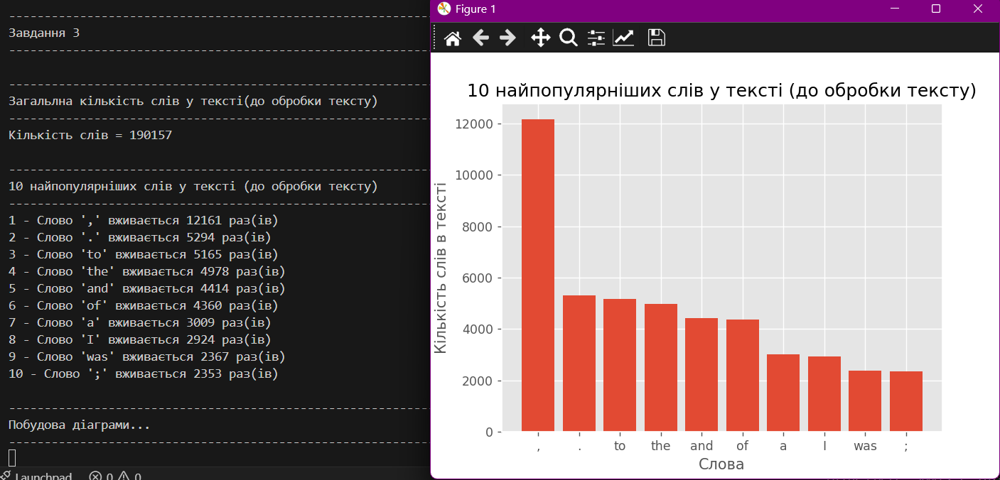 Завдання 3
Загальлна кількість слів у тексті(до обробки тексту)
Кількість слів = 190157
10 найпопулярніших слів у тексті (до обробки тексту)
1 - Слово ',' вживається 12161 раз(ів)
2 - Слово '.' вживається 5294 раз(ів)
3 - Слово 'to' вживається 5165 раз(ів)
4 - Слово 'the' вживається 4978 раз(ів)
5 - Слово 'and' вживається 4414 раз(ів)
6 - Слово 'of' вживається 4360 раз(ів)
7 - Слово 'a' вживається 3009 раз(ів)
8 - Слово 'I' вживається 2924 раз(ів)
9 - Слово 'was' вживається 2367 раз(ів)
10 - Слово ';' вживається 2353 раз(ів)
Побудова діаграми...
Launchpad 0 0
Figure 1
10 найпопулярніших слів у тексті (до обробки тексту)
Кількість слів в тексті
12000
10000
8000
6000
4000
2000
0
, . to the and of a I was ;
Слова